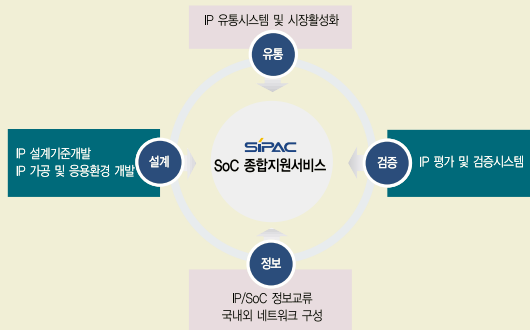 IP 유통시스템 및 시장활성화
유통
IP 설계기준개발
IP 가공 및 응용환경 개발
설계
SiPAC
SoC 종합지원서비스
검증
IP 평가 및 검증시스템
정보
IP/SoC 정보교류
국내외 네트워크 구성